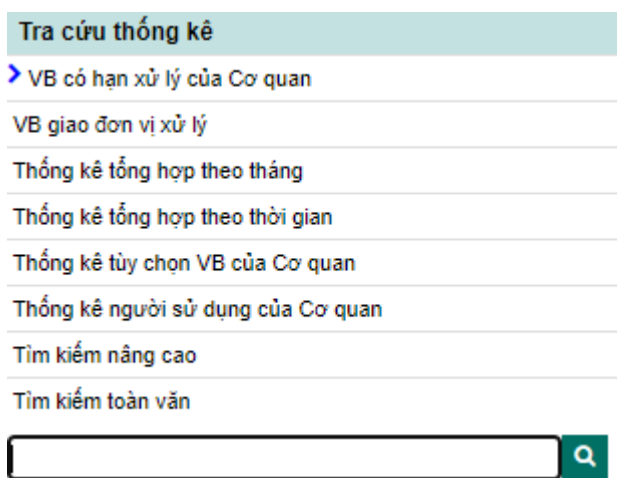 Tra cứu thống kê
VB có hạn xử lý của Cơ quan
VB giao đơn vị xử lý
Thống kê tổng hợp theo tháng
Thống kê tổng hợp theo thời gian
Thống kê tùy chọn VB của Cơ quan
Thống kê người sử dụng của Cơ quan
Tìm kiếm nâng cao
Tìm kiếm toàn văn